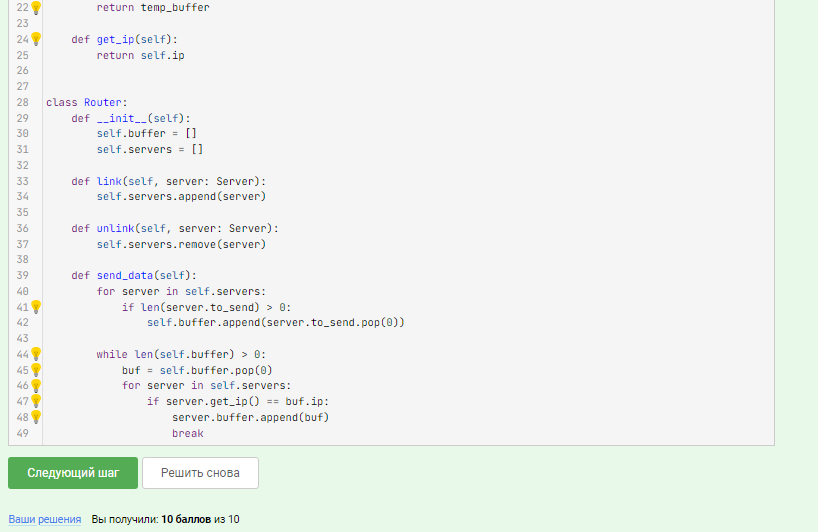 22 return temp_buffer
23
24 def get_ip(self):
25 return self.ip
26
27
28 class Router:
29 def __init__(self):
30 self.buffer = []
31 self.servers = []
32
33 def link(self, server: Server):
34 self.servers.append(server)
35
36 def unlink(self, server: Server):
37 self.servers.remove(server)
38
39 def send_data(self):
40 for server in self.servers:
41 if len(server.to_send) > 0:
42 self.buffer.append(server.to_send.pop(0))
43
44 while len(self.buffer) > 0:
45 buf = self.buffer.pop(0)
46 for server in self.servers:
47 if server.get_ip() == buf.ip:
48 server.buffer.append(buf)
49 break
Следующий шаг Решить снова
Ваши решения Вы получили: 10 баллов из 10